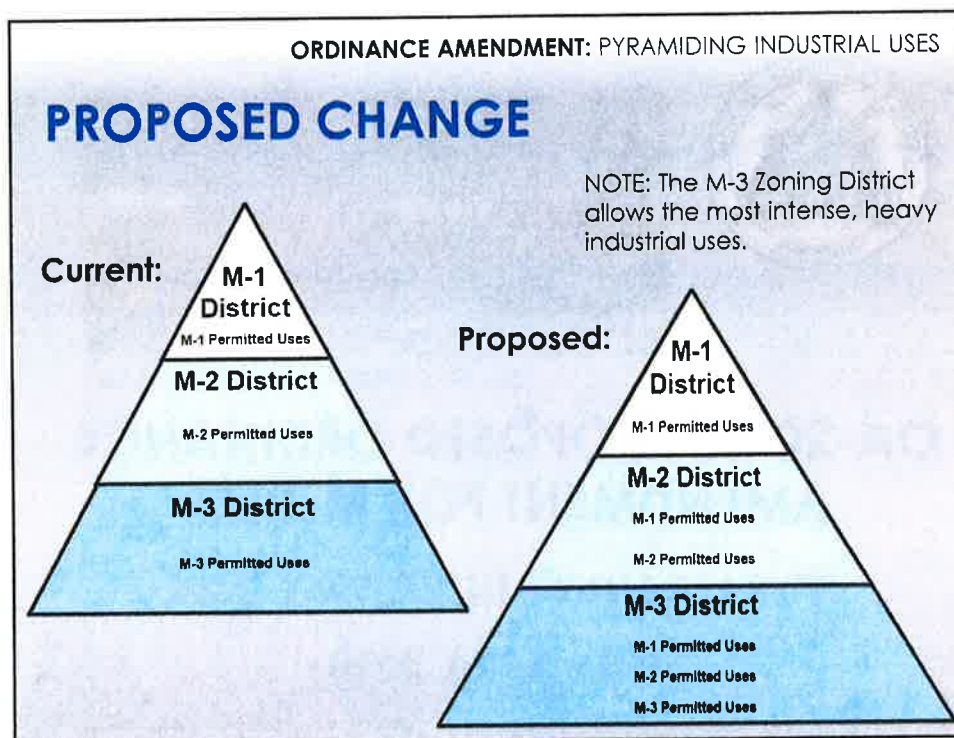 ORDINANCE AMENDMENT: PYRAMIDING INDUSTRIAL USES
PROPOSED CHANGE
NOTE: The M-3 Zoning District
allows the most intense, heavy
industrial uses.
Current:
M-1
District
M-1 Permitted Uses
M-2 District
M-2 Permitted Uses
M-3 District
M-3 Permitted Uses
Proposed:
M-1
District
M-1 Permitted Uses
M-2 District
M-1 Permitted Uses
M-2 Permitted Uses
M-3 District
M-1 Permitted Uses
M-2 Permitted Uses
M-3 Permitted Uses